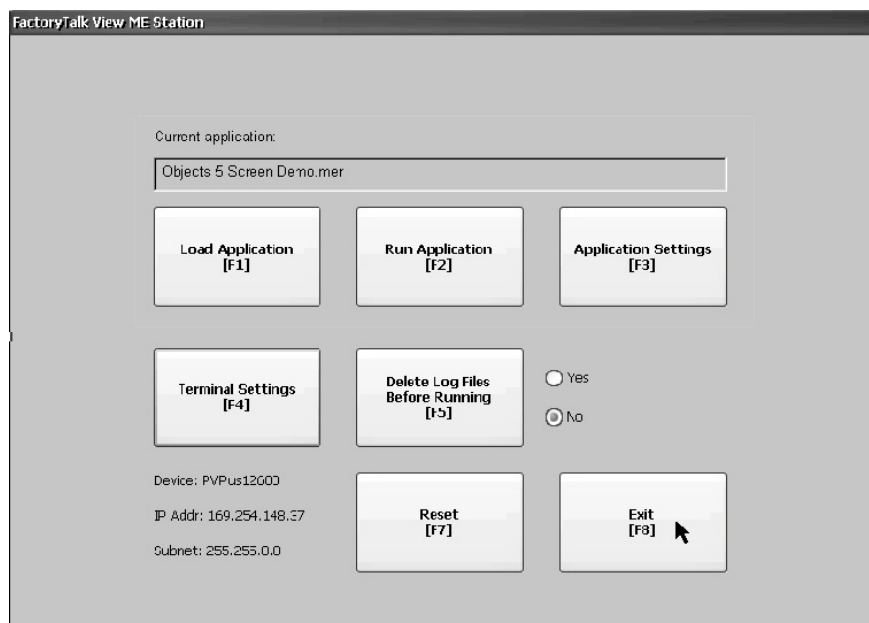 FactoryTalk View ME Station
Current application:
Objects 5 Screen Demo.mer
Load Application
[F1]
Run Application
[F2]
Application Settings
[F3]
Terminal Settings
[F4]
Delete Log Files
Before Running
[F5]
Yes
No
Device: PVPus12600
IP Addr: 169.254.148.37
Subnet: 255.255.0.0
Reset
[F7]
Exit
[F8]